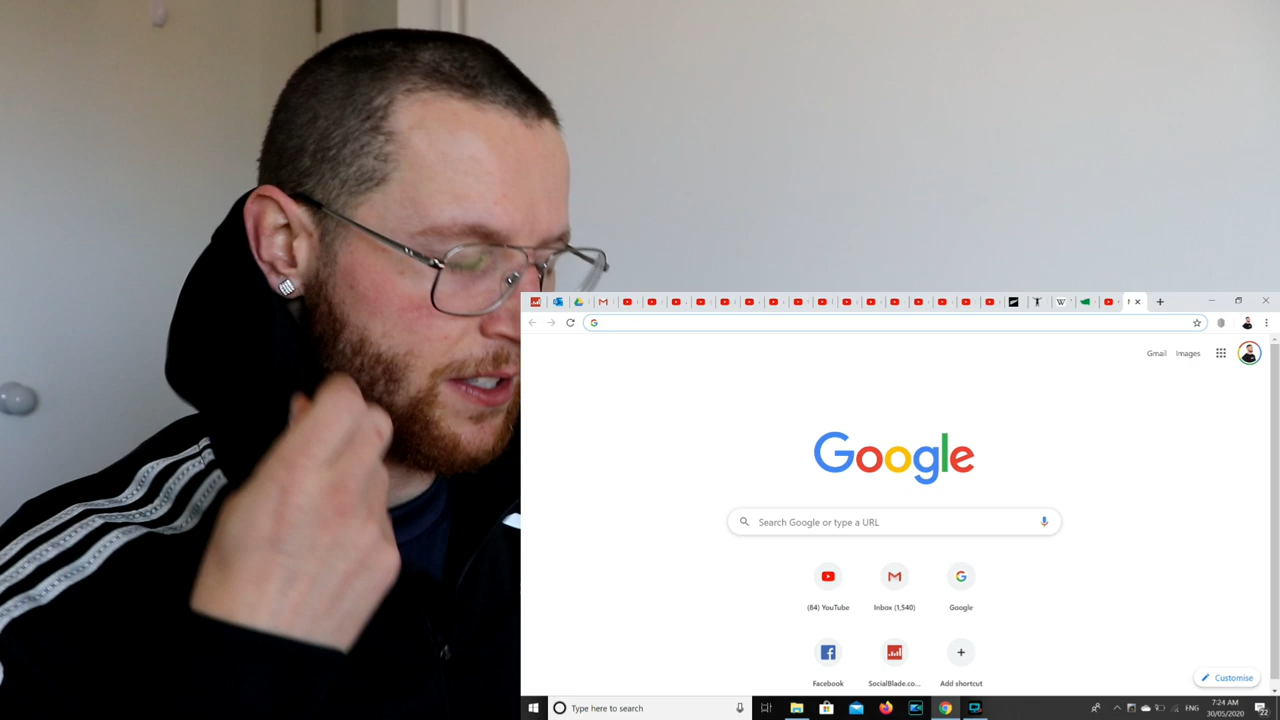 Gmail Images
Google
Search Google or type a URL
(84) YouTube Inbox (1,540) Google
Facebook SocialBlade.co... Add shortcut
Customise
Type here to search
ENG
7:24 AM
30/05/2020
22